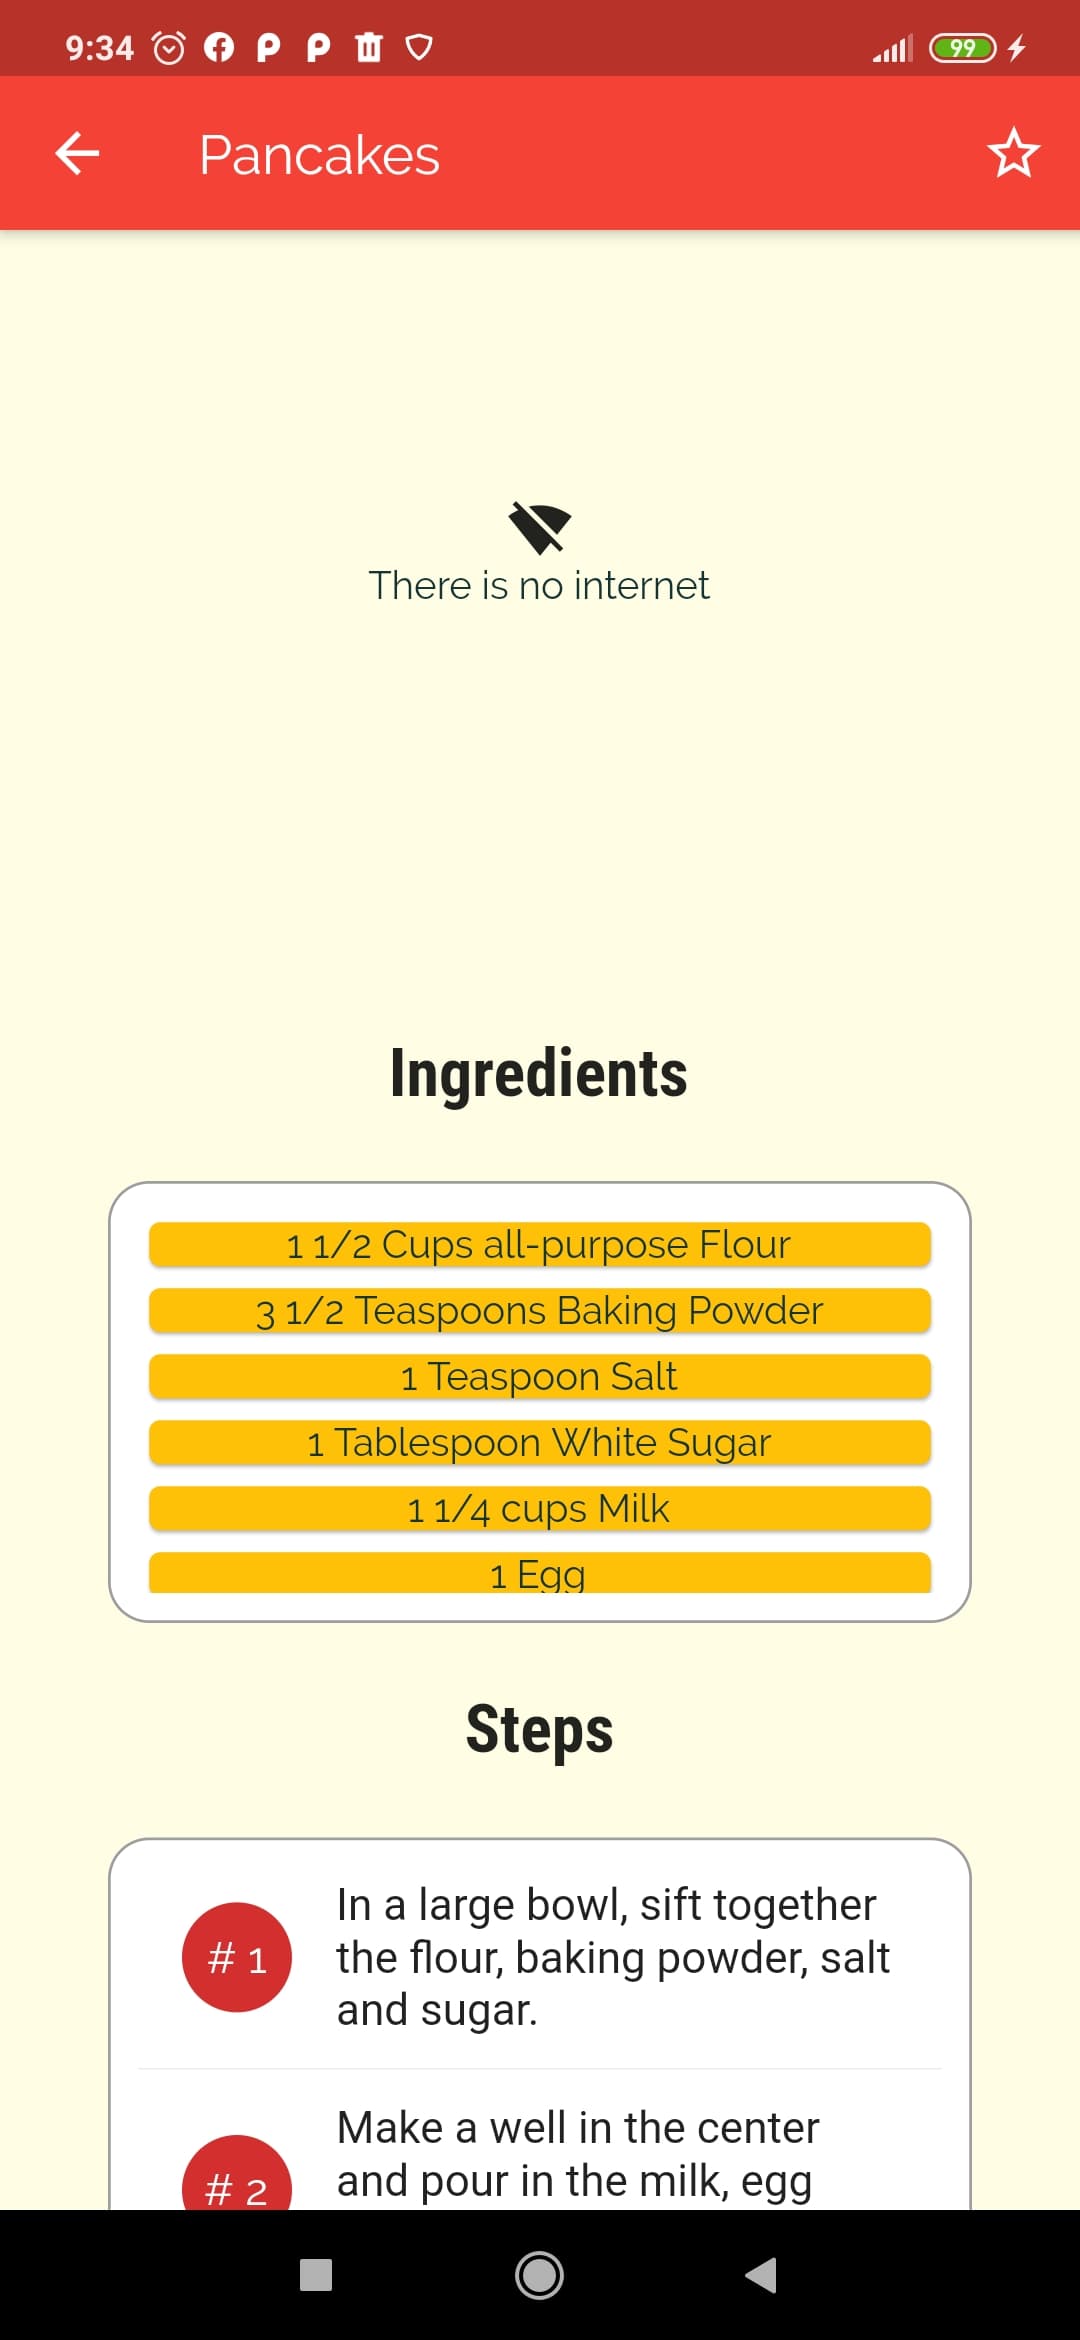 9:34
99
Pancakes
There is no internet
Ingredients
1 1/2 Cups all-purpose Flour
3 1/2 Teaspoons Baking Powder
1 Teaspoon Salt
1 Tablespoon White Sugar
1 1/4 cups Milk
1 Egg
Steps
# 1
In a large bowl, sift together
the flour, baking powder, salt
and sugar.
# 2
Make a well in the center
and pour in the milk, egg